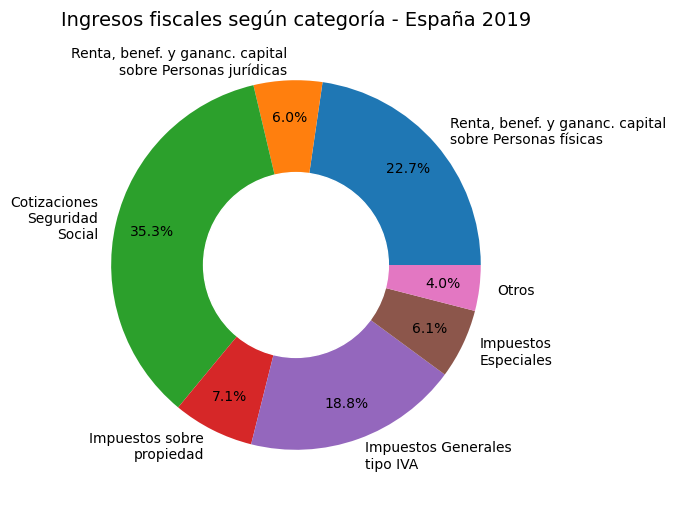 Ingresos fiscales según categoría - España 2019
Renta, benef. y gananc. capital
sobre Personas jurídicas
6.0%
Renta, benef. y gananc. capital
sobre Personas físicas
22.7%
Cotizaciones
Seguridad
Social
35.3%
4.0%
Otros
6.1%
Impuestos
Especiales
7.1%
18.8%
Impuestos sobre
propiedad
Impuestos Generales
tipo IVA